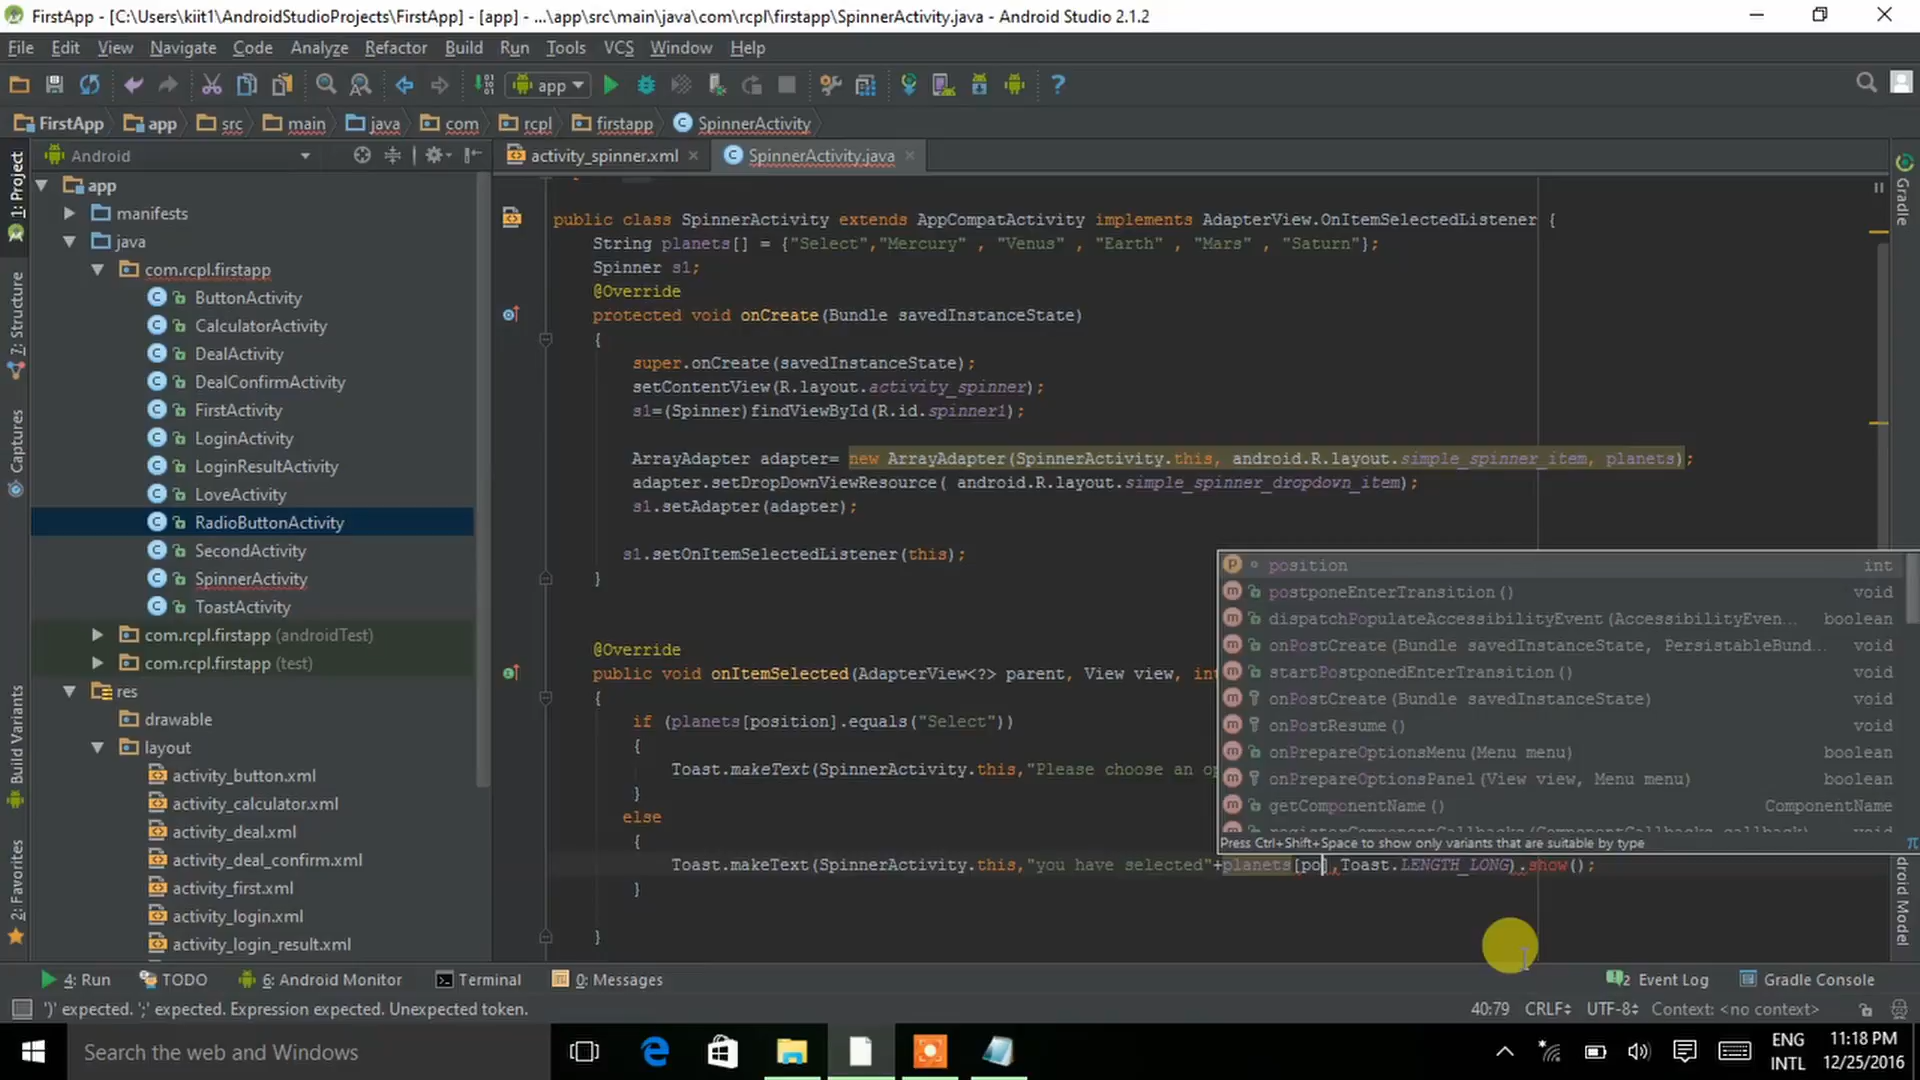 FirstApp - [C:\Users\kiit1\AndroidStudioProjects\FirstApp] - [app] - ...\app\src\main\java\com\rcpl\firstapp\SpinnerActivity.java - Android Studio 2.1.2
File Edit View Navigate Code Analyze Refactor Build Run Tools VCS Window Help
app
FirstApp app src main java com rcpl firstapp SpinnerActivity
Android
activity_spinner.xml SpinnerActivity.java
1: Project
7: Structure
Captures
Build Variants
2: Favorites
app
manifests
java
com.rcpl.firstapp
ButtonActivity
CalculatorActivity
DealActivity
DealConfirmActivity
FirstActivity
LoginActivity
LoginResultActivity
LoveActivity
RadioButtonActivity
SecondActivity
SpinnerActivity
ToastActivity
com.rcpl.firstapp (androidTest)
com.rcpl.firstapp (test)
res
drawable
layout
activity_button.xml
activity_calculator.xml
activity_deal.xml
activity_deal_confirm.xml
activity_first.xml
activity_login.xml
activity_login_result.xml
public class SpinnerActivity extends AppCompatActivity implements AdapterView.OnItemSelectedListener {
String planets[] = {"Select","Mercury" , "Venus" , "Earth" , "Mars" , "Saturn"};
Spinner s1;
@Override
protected void onCreate(Bundle savedInstanceState)
{
super.onCreate(savedInstanceState);
setContentView(R.layout.activity_spinner);
s1=(Spinner)findViewById(R.id.spinner1);
ArrayAdapter adapter= new ArrayAdapter(SpinnerActivity.this, android.R.layout.simple_spinner_item, planets);
adapter.setDropDownViewResource( android.R.layout.simple_spinner_dropdown_item);
s1.setAdapter(adapter);
s1.setOnItemSelectedListener(this);
}
@Override
public void onItemSelected(AdapterView<?> parent, View view, int
{
if (planets[position].equals("Select"))
{
Toast.makeText(SpinnerActivity.this,"Please choose an op
}
else
{
Toast.makeText(SpinnerActivity.this,"you have selected"+planets[po],Toast.LENGTH_LONG).show();
}
}
position int
postponeEnterTransition() void
dispatchPopulateAccessibilityEvent(AccessibilityEven... boolean
onPostCreate(Bundle savedInstanceState, PersistableBund... void
startPostponedEnterTransition() void
onPostCreate(Bundle savedInstanceState) void
onPostResume() void
onPrepareOptionsMenu(Menu menu) boolean
onPrepareOptionsPanel(View view, Menu menu) boolean
getComponentName() ComponentName
Press Ctrl+Shift+Space to show only variants that are suitable by type π
Gradle
droid Model
4: Run TODO 6: Android Monitor Terminal 0: Messages 2 Event Log Gradle Console
')' expected. ';' expected. Expression expected. Unexpected token. 40:79 CRLF UTF-8 Context: <no context>
Search the web and Windows
ENG
INTL
11:18 PM
12/25/2016